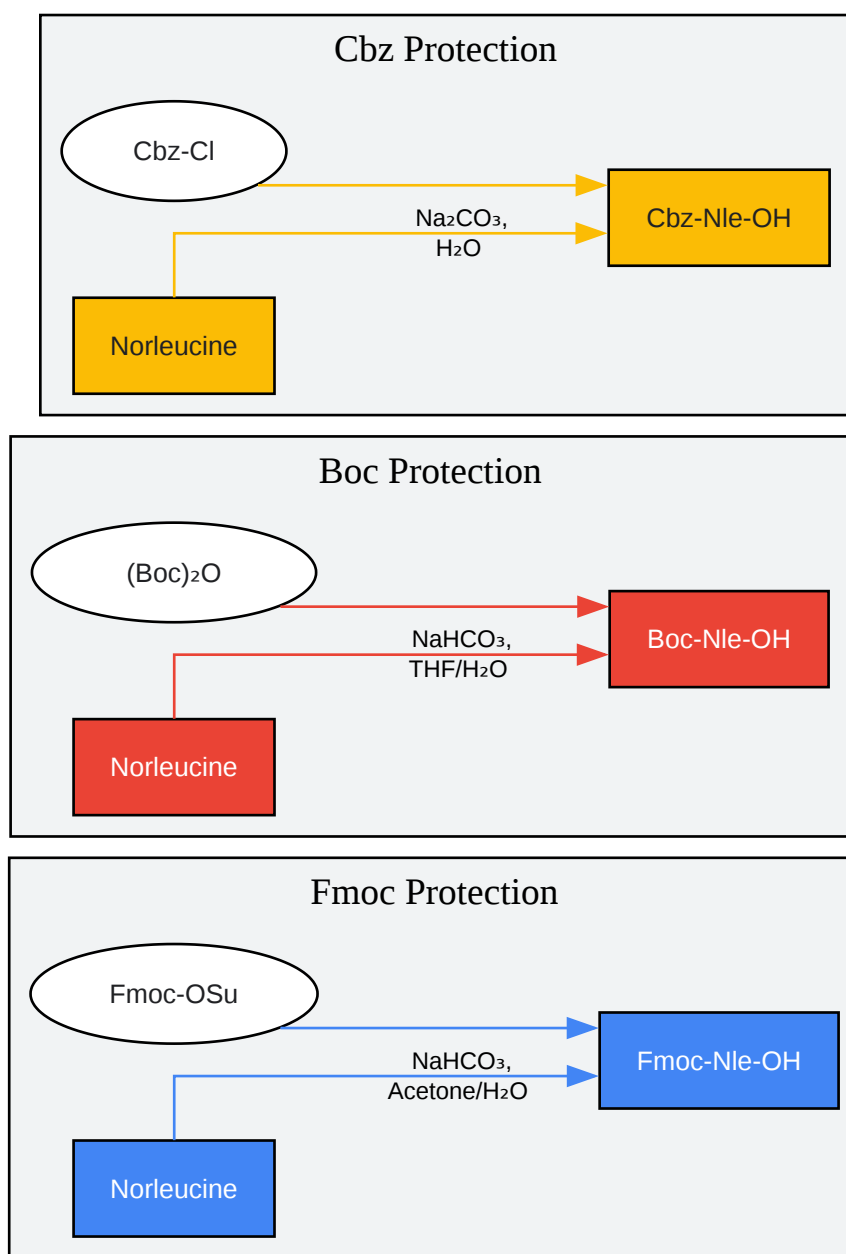 Cbz Protection
Cbz-Cl
Na₂CO₃,
H₂O
Cbz-Nle-OH
Norleucine
Boc Protection
(Boc)₂O
NaHCO₃,
THF/H₂O
Boc-Nle-OH
Norleucine
Fmoc Protection
Fmoc-OSu
NaHCO₃,
Acetone/H₂O
Fmoc-Nle-OH
Norleucine